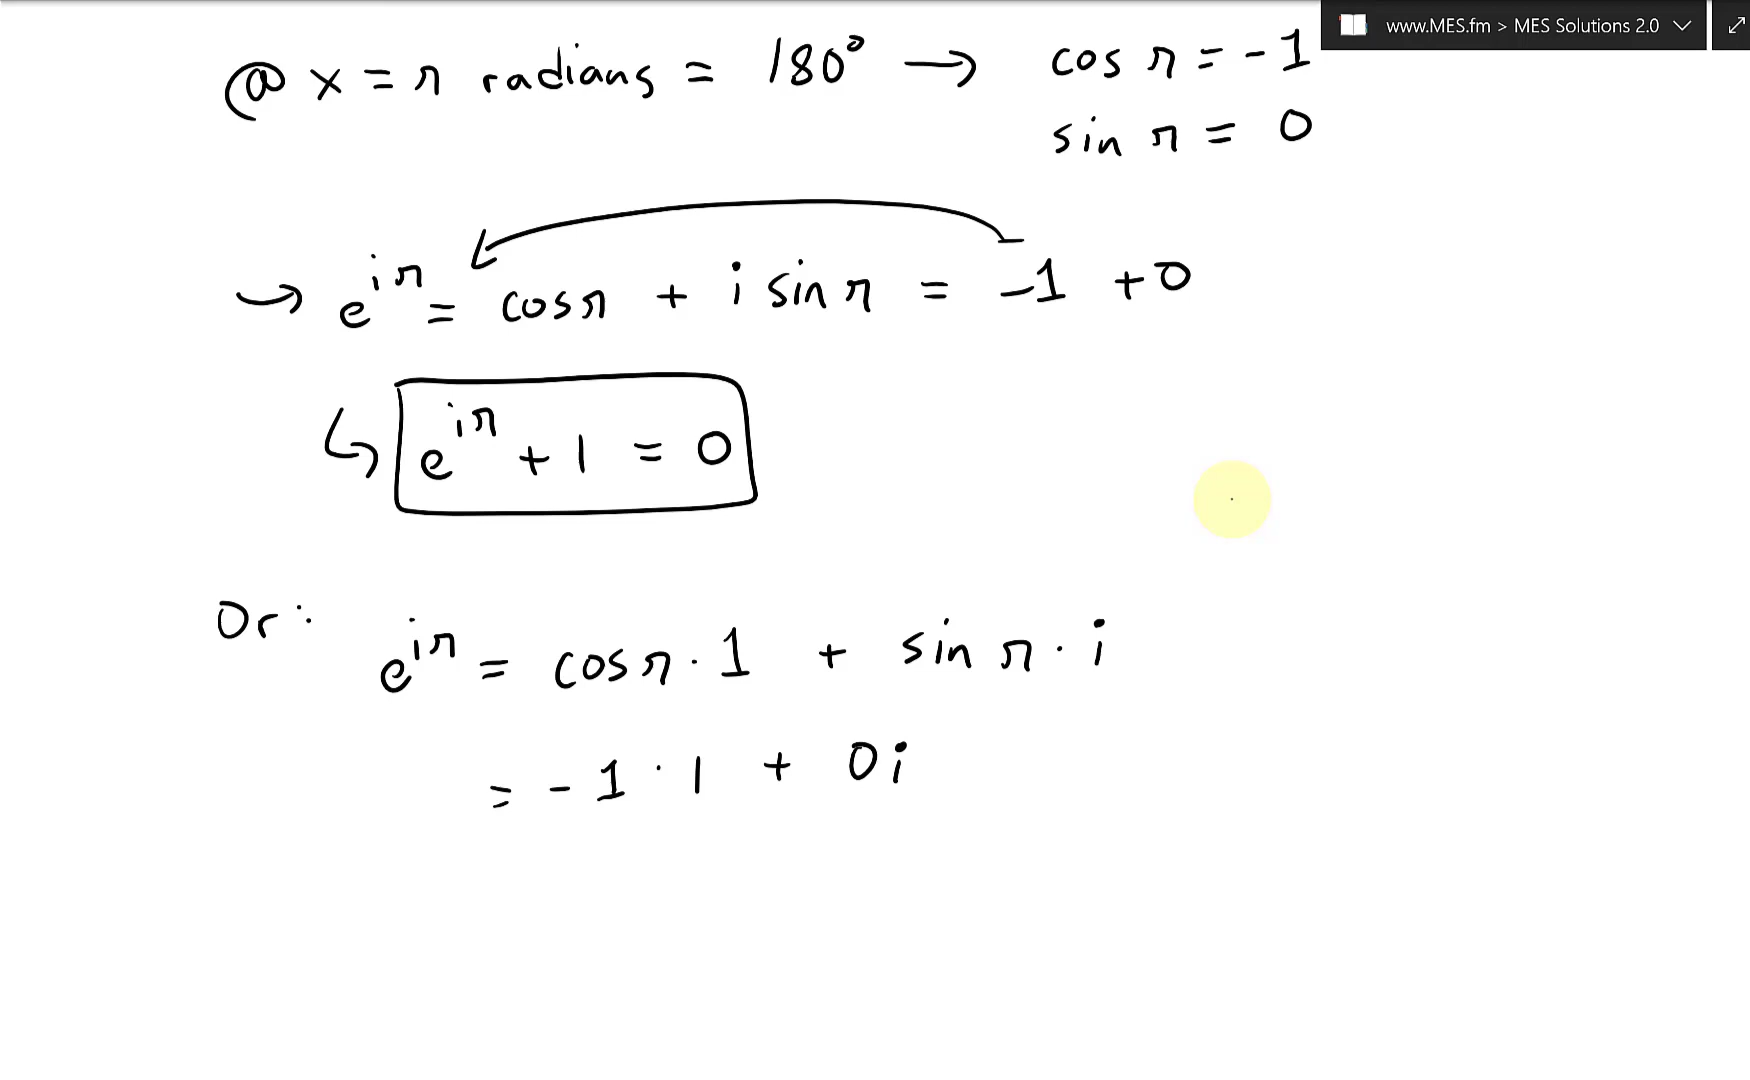 www.MES.fm > MES Solutions 2.0
@ x = π radians = 180° → cos π = -1
sin π = 0
→ e^{iπ} = cos π + i sin π = -1 + 0
↳ e^{iπ} + 1 = 0
Or: e^{iπ} = cos π · 1 + sin π · i
= -1 · 1 + 0i